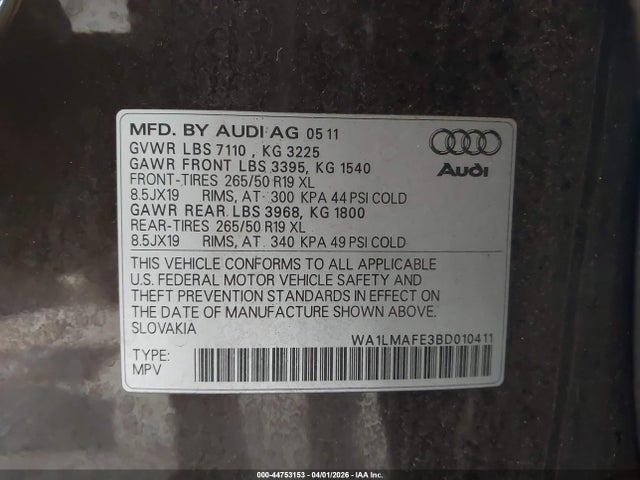 MFD. BY AUDI AG 05 11
GVWR LBS 7110 , KG 3225
GAWR FRONT LBS 3395, KG 1540
FRONT-TIRES 265/50 R19 XL
8.5JX19 RIMS, AT 300 KPA 44 PSI COLD
GAWR REAR LBS 3968, KG 1800
REAR-TIRES 265/50 R19 XL
8.5JX19 RIMS, AT 340 KPA 49 PSI COLD
Audi
THIS VEHICLE CONFORMS TO ALL APPLICABLE
U.S. FEDERAL MOTOR VEHICLE SAFETY AND
THEFT PREVENTION STANDARDS IN EFFECT ON
THE DATE OF MANUFACTURE SHOWN ABOVE.
SLOVAKIA
WA1LMAFE3BD010411
TYPE:
MPV
000-44753153 - 04/01/2026 - IAA Inc.